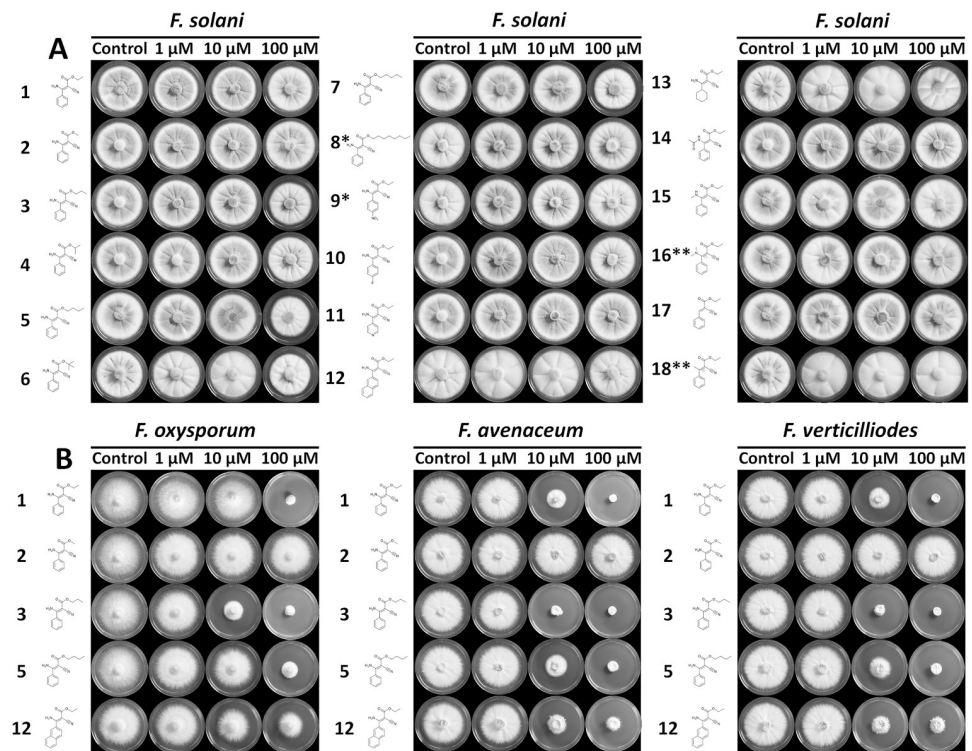 F. solani F. solani F. solani
A Control 1 µM 10 µM 100 µM Control 1 µM 10 µM 100 µM Control 1 µM 10 µM 100 µM
1 7 13
2 8* 14
3 9* 15
4 10 16**
5 11 17
6 12 18**
F. oxysporum F. avenaceum F. verticilliodes
B Control 1 µM 10 µM 100 µM Control 1 µM 10 µM 100 µM Control 1 µM 10 µM 100 µM
1 1 1
2 2 2
3 3 3
5 5 5
12 12 12